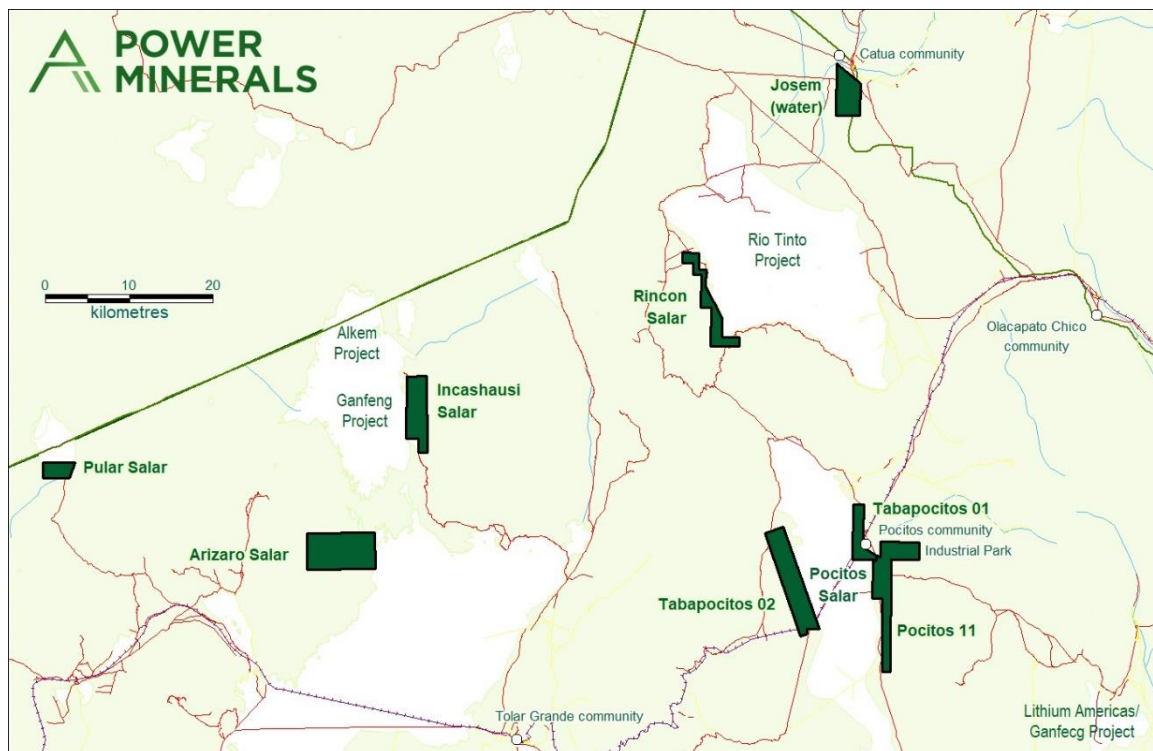 POWER
MINERALS
Catua community
Josem
(water)
Rio Tinto
Project
0 10 20
kilometres
Rincon
Salar
Olacapato Chico
community
Alkem
Project
Ganfeng
Project
Incashausi
Salar
Pular Salar
Tabapocitos 01
Pocitos community
Industrial Park
Arizaro Salar
Pocitos
Salar
Tabapocitos 02
Pocitos 11
Tolar Grande community
Lithium Americas/
Ganfecg Project